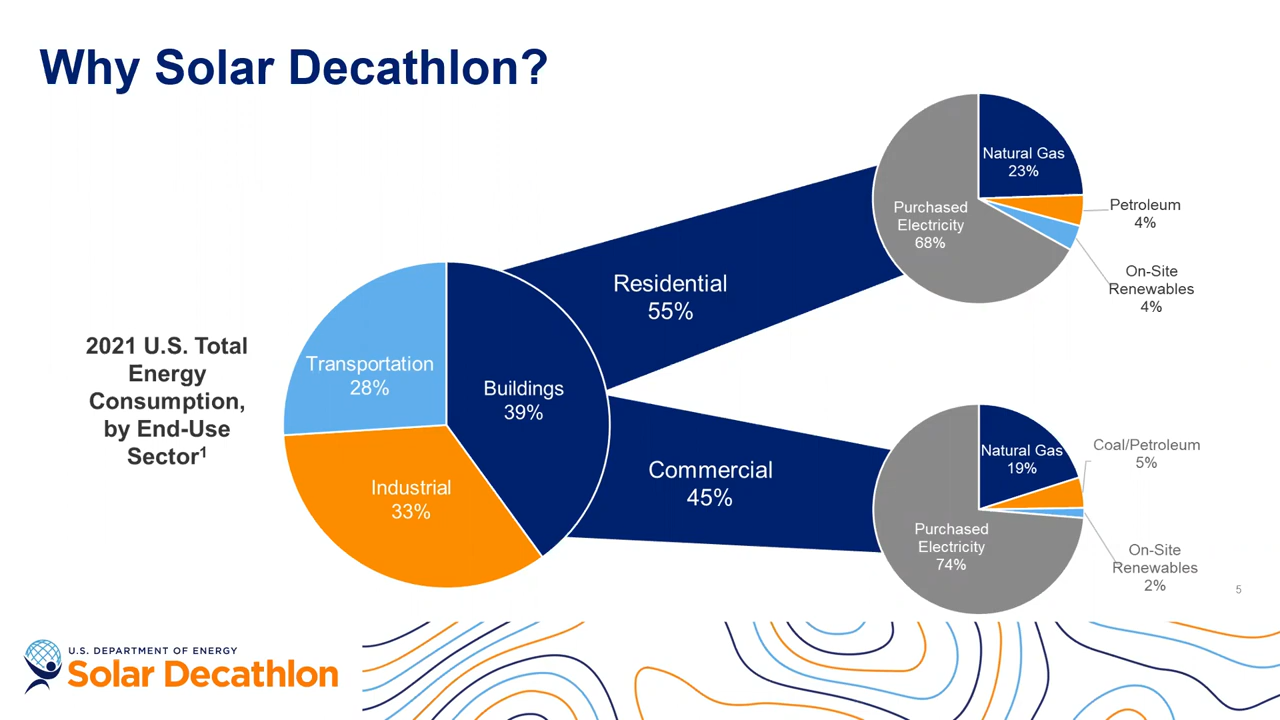 Why Solar Decathlon?
2021 U.S. Total
Energy
Consumption,
by End-Use
Sector¹
Transportation
28%
Buildings
39%
Industrial
33%
Residential
55%
Commercial
45%
Natural Gas
23%
Petroleum
4%
On-Site
Renewables
4%
Purchased
Electricity
68%
Natural Gas
19%
Coal/Petroleum
5%
On-Site
Renewables
2%
Purchased
Electricity
74%
5
U.S. DEPARTMENT OF ENERGY
Solar Decathlon